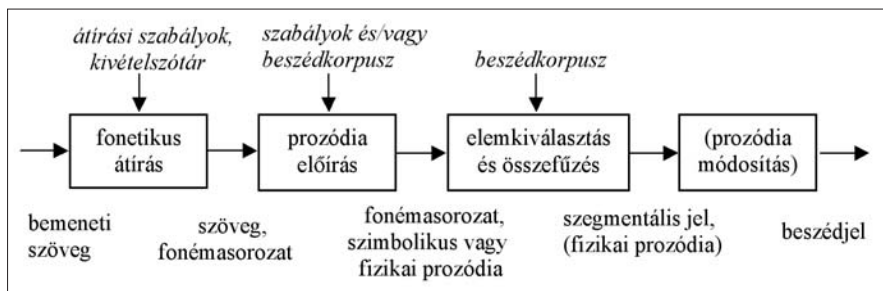 átírási szabályok,
kivételszótár
szabályok és/vagy
beszédkorpusz
beszédkorpusz
fonetikus
átírás
prozódia
előírás
elemkiválasztás
és összefűzés
(prozódia
módosítás)
bemeneti
szöveg
szöveg,
fonémasorozat
fonémasorozat,
szimbolikus vagy
fizikai prozódia
szegmentális jel,
(fizikai prozódia)
beszédjel